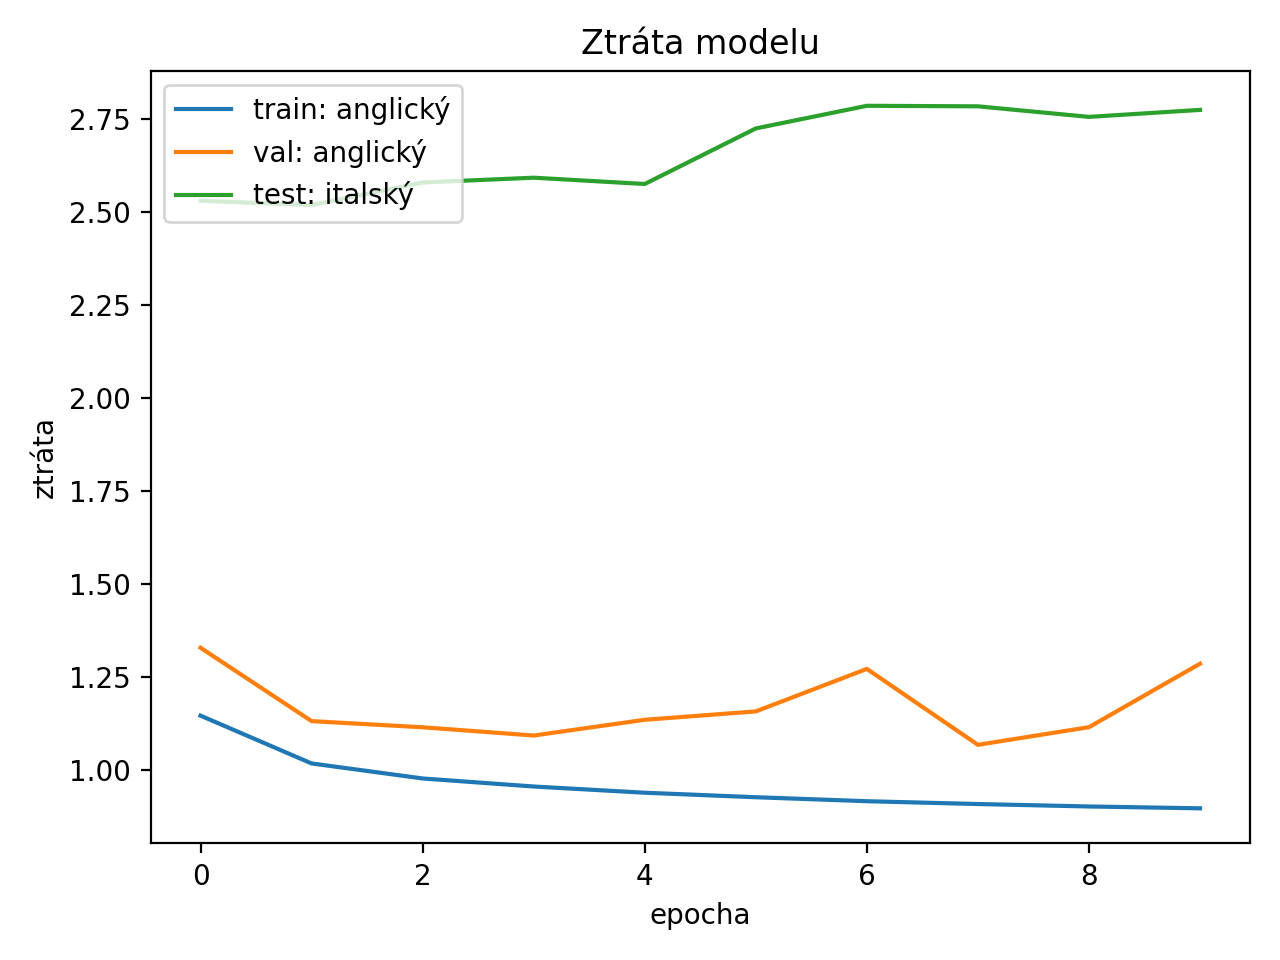 Ztráta modelu
train: anglický
val: anglický
test: italský
2.75
2.50
2.25
2.00
1.75
1.50
1.25
1.00
ztráta
0 2 4 6 8
epocha